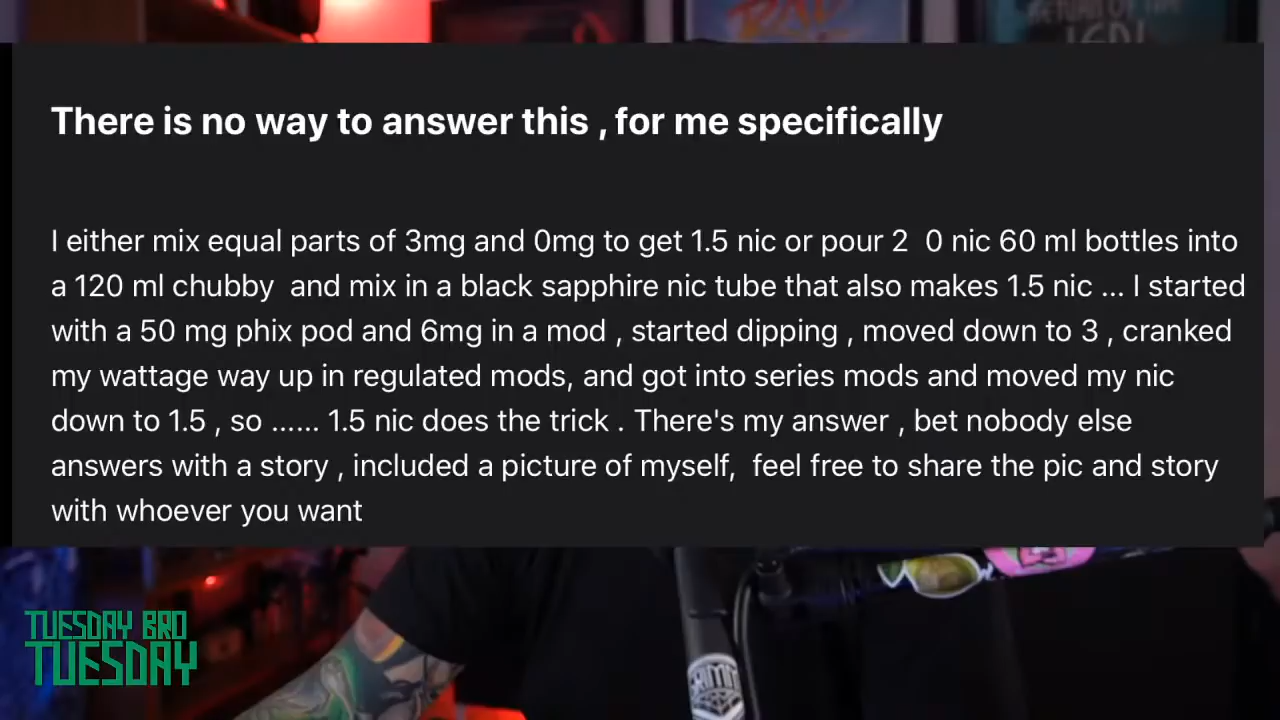 RETURN OF THE
JEDI
There is no way to answer this , for me specifically
I either mix equal parts of 3mg and 0mg to get 1.5 nic or pour 2  0 nic 60 ml bottles into
a 120 ml chubby  and mix in a black sapphire nic tube that also makes 1.5 nic ... I started
with a 50 mg phix pod and 6mg in a mod , started dipping , moved down to 3 , cranked
my wattage way up in regulated mods, and got into series mods and moved my nic
down to 1.5 , so ...... 1.5 nic does the trick . There's my answer , bet nobody else
answers with a story , included a picture of myself,  feel free to share the pic and story
with whoever you want
TUESDAY BRO
TUESDAY